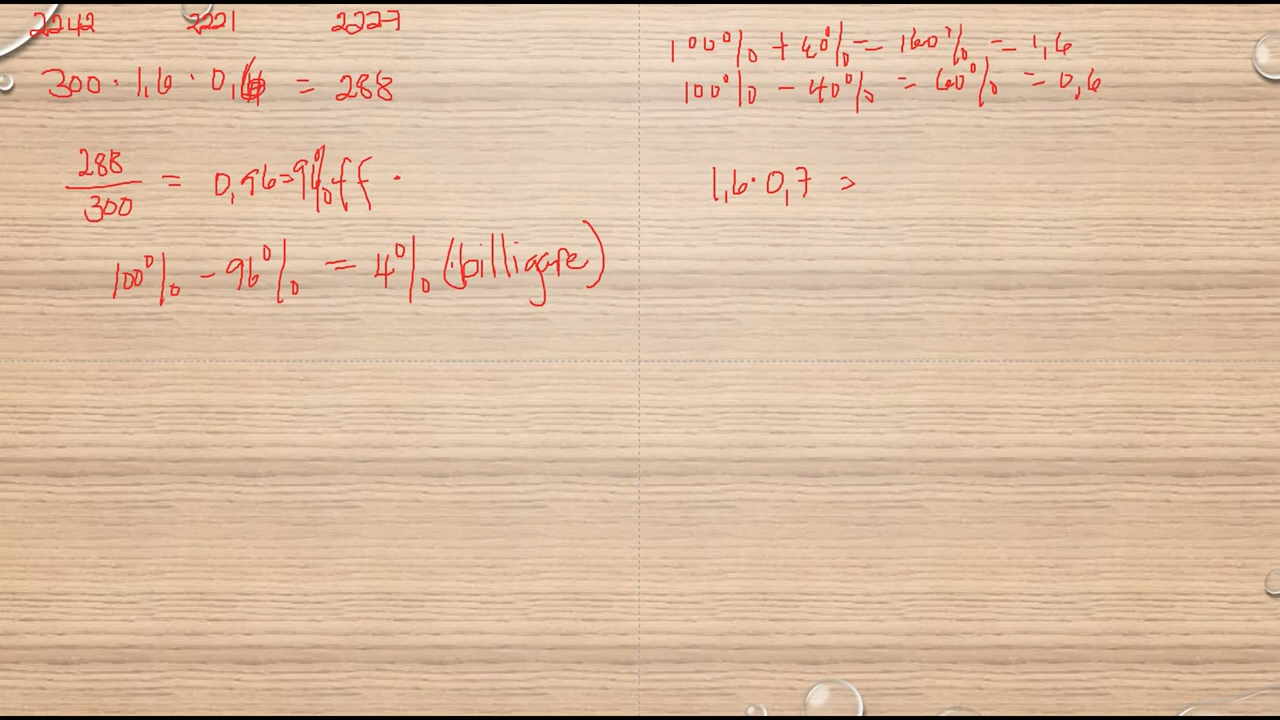 2242 2221 2227
300 · 1,6 · 0,6 = 288
288
300
= 0,96 = 96% ff
100% - 96% = 4% (billigare)
100% + 60% = 160% = 1,6
100% - 40% = 60% = 0,6
1,6 · 0,7 =